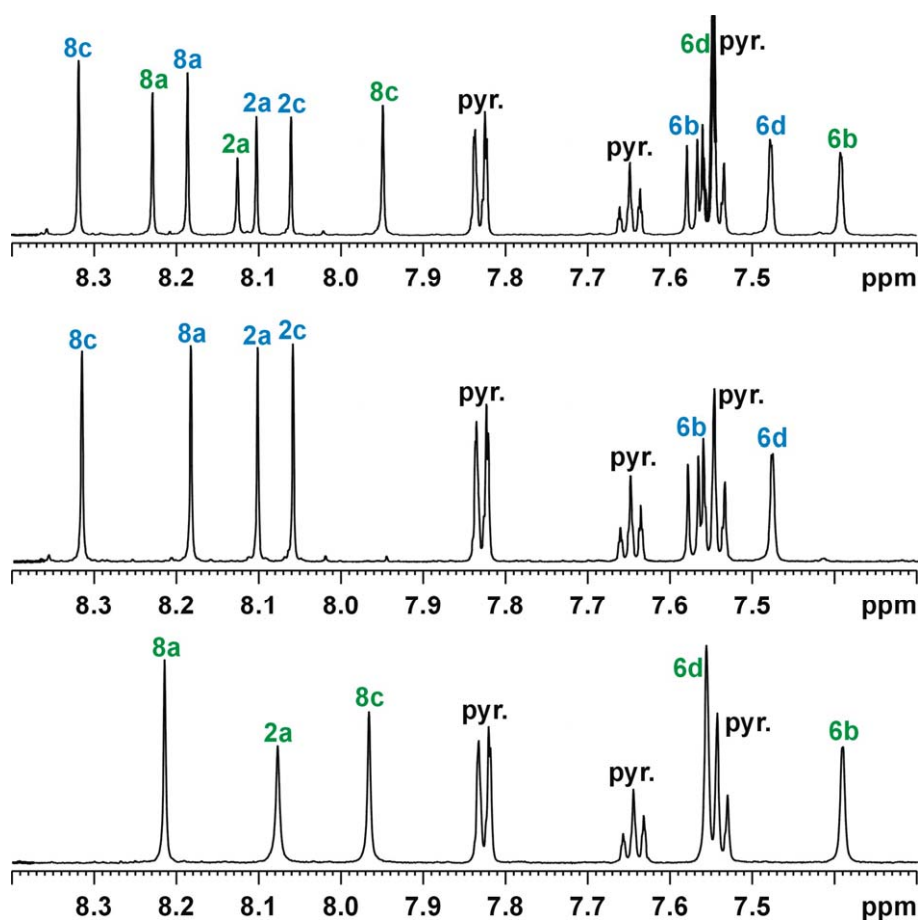 8c 8a 8a 2a 2a 2c 8c pyr. pyr. 6b 6d pyr. 6d 6b
8.3 8.2 8.1 8.0 7.9 7.8 7.7 7.6 7.5 ppm
8c 8a 2a 2c pyr. pyr. 6b pyr. 6d
8.3 8.2 8.1 8.0 7.9 7.8 7.7 7.6 7.5 ppm
8a 2a 8c pyr. pyr. 6d pyr. 6b
8.3 8.2 8.1 8.0 7.9 7.8 7.7 7.6 7.5 ppm